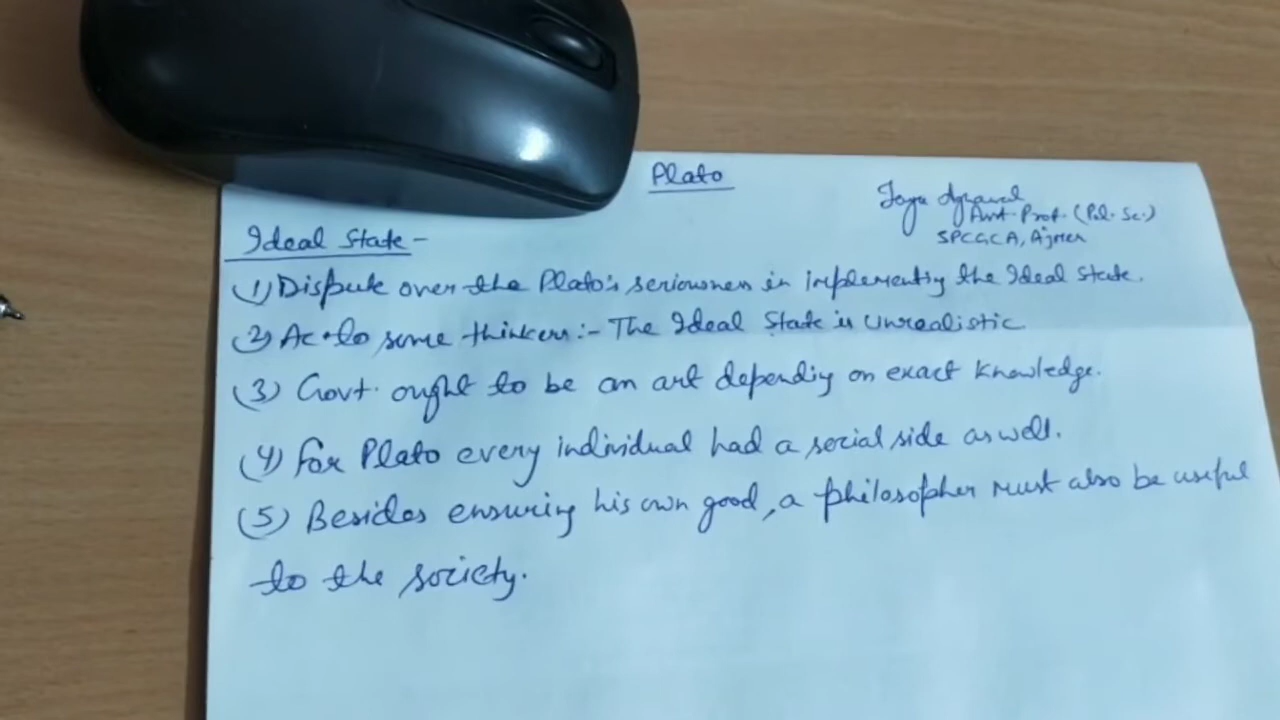 Plato
Jaya Agrawal
Asst. Prof. (Pol. Sc.)
SPCGCA, Ajmer
Ideal State -
(1) Dispute over the Plato's seriousness in implementing the Ideal State.
(2) Ac. to some thinkers:- The Ideal State is Unrealistic
(3) Govt. ought to be an art depending on exact knowledge.
(4) For Plato every individual had a social side as well.
(5) Besides ensuring his own good, a philosopher must also be useful
to the society.